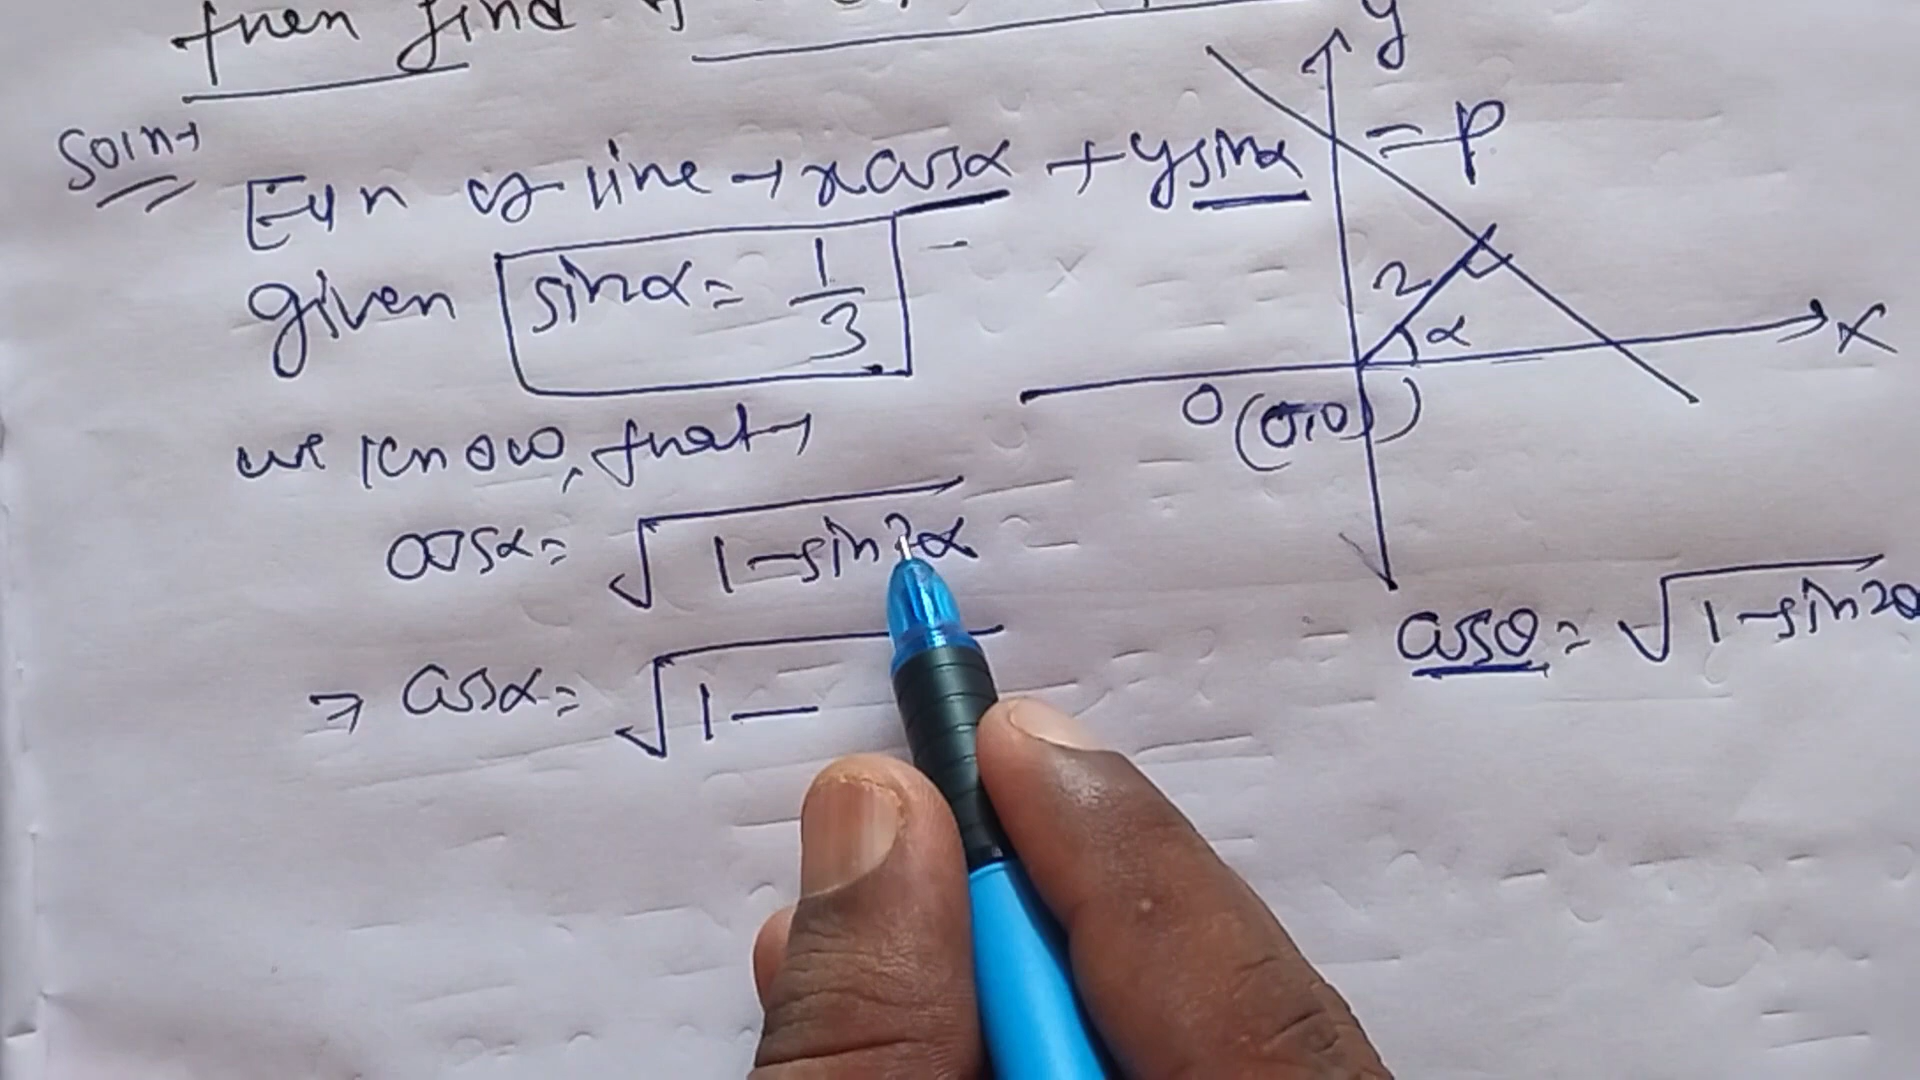 then find
Soln→
Eqn of line → x cosα + y sinα = p
given sinα = 1/3
we know, that→
cosα = √(1-sin²α
⇒ cosα = √(1 —
y
x
2
α
O (0,0)
cosθ = √(1-sin2θ